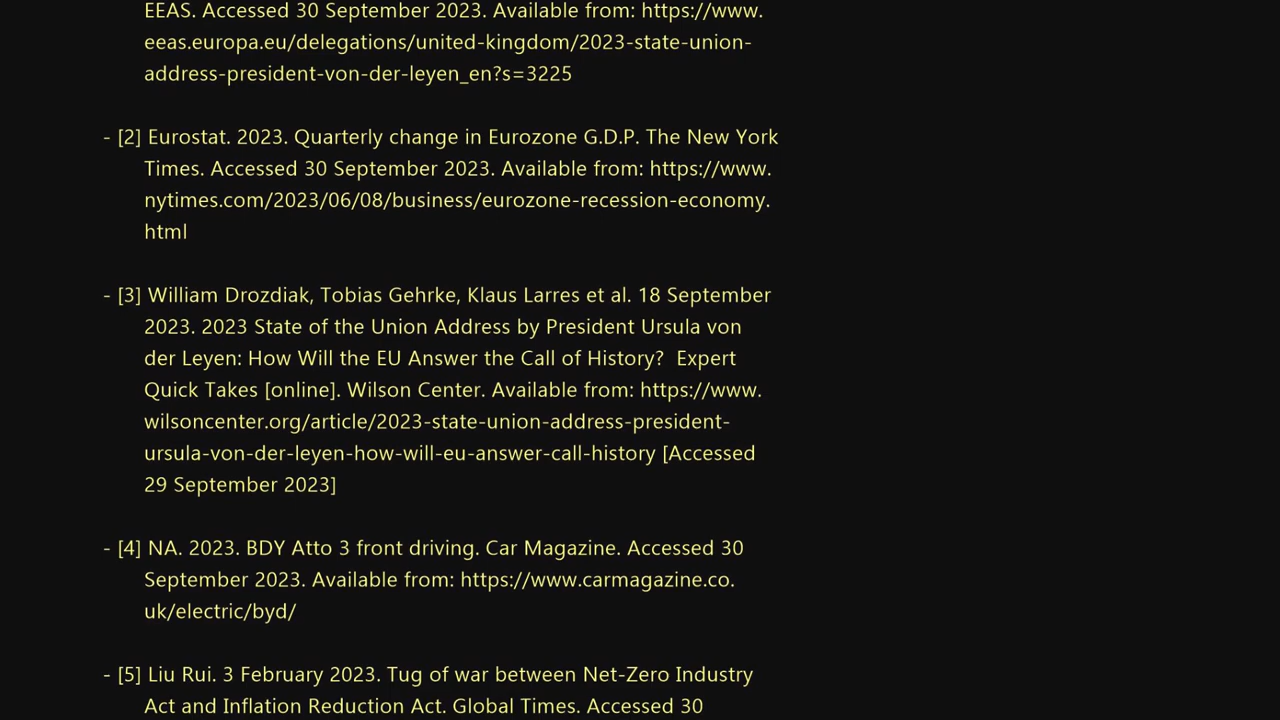 EEAS. Accessed 30 September 2023. Available from: https://www.
eeas.europa.eu/delegations/united-kingdom/2023-state-union-
address-president-von-der-leyen_en?s=3225
- [2] Eurostat. 2023. Quarterly change in Eurozone G.D.P. The New York
Times. Accessed 30 September 2023. Available from: https://www.
nytimes.com/2023/06/08/business/eurozone-recession-economy.
html
- [3] William Drozdiak, Tobias Gehrke, Klaus Larres et al. 18 September
2023. 2023 State of the Union Address by President Ursula von
der Leyen: How Will the EU Answer the Call of History?  Expert
Quick Takes [online]. Wilson Center. Available from: https://www.
wilsoncenter.org/article/2023-state-union-address-president-
ursula-von-der-leyen-how-will-eu-answer-call-history [Accessed
29 September 2023]
- [4] NA. 2023. BDY Atto 3 front driving. Car Magazine. Accessed 30
September 2023. Available from: https://www.carmagazine.co.
uk/electric/byd/
- [5] Liu Rui. 3 February 2023. Tug of war between Net-Zero Industry
Act and Inflation Reduction Act. Global Times. Accessed 30